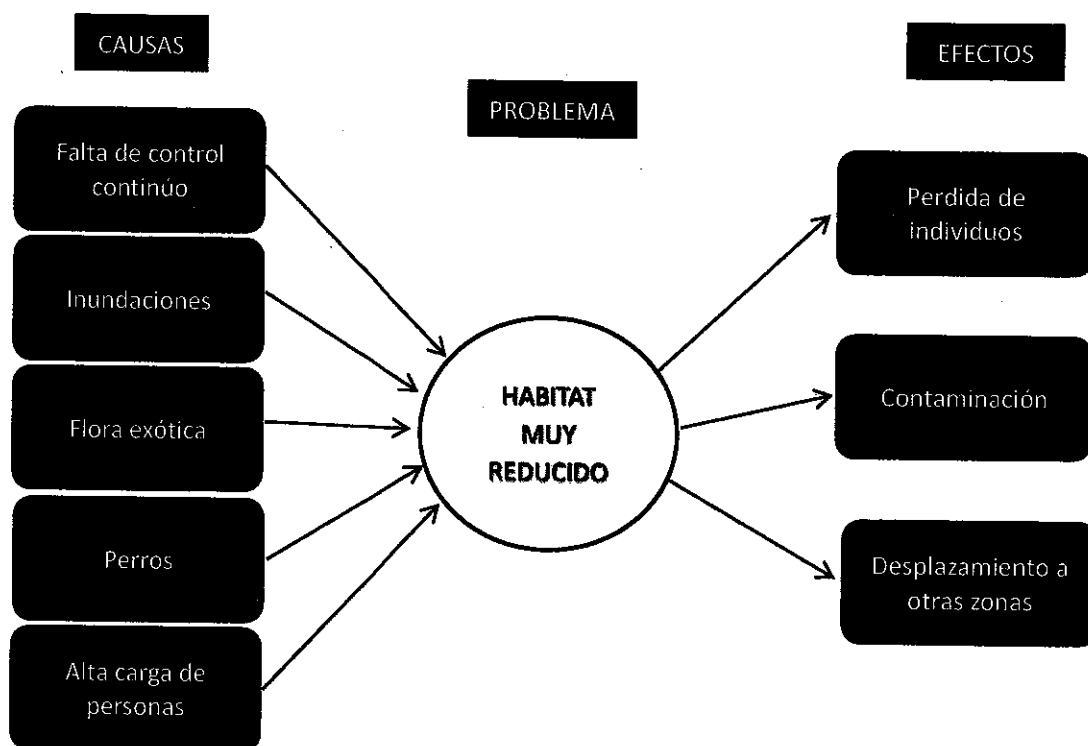 CAUSAS
Falta de control
continúo
Inundaciones
Flora exótica
Perros
Alta carga de
personas
PROBLEMA
HABITAT
MUY
REDUCIDO
EFECTOS
Perdida de
individuos
Contaminación
Desplazamiento a
otras zonas